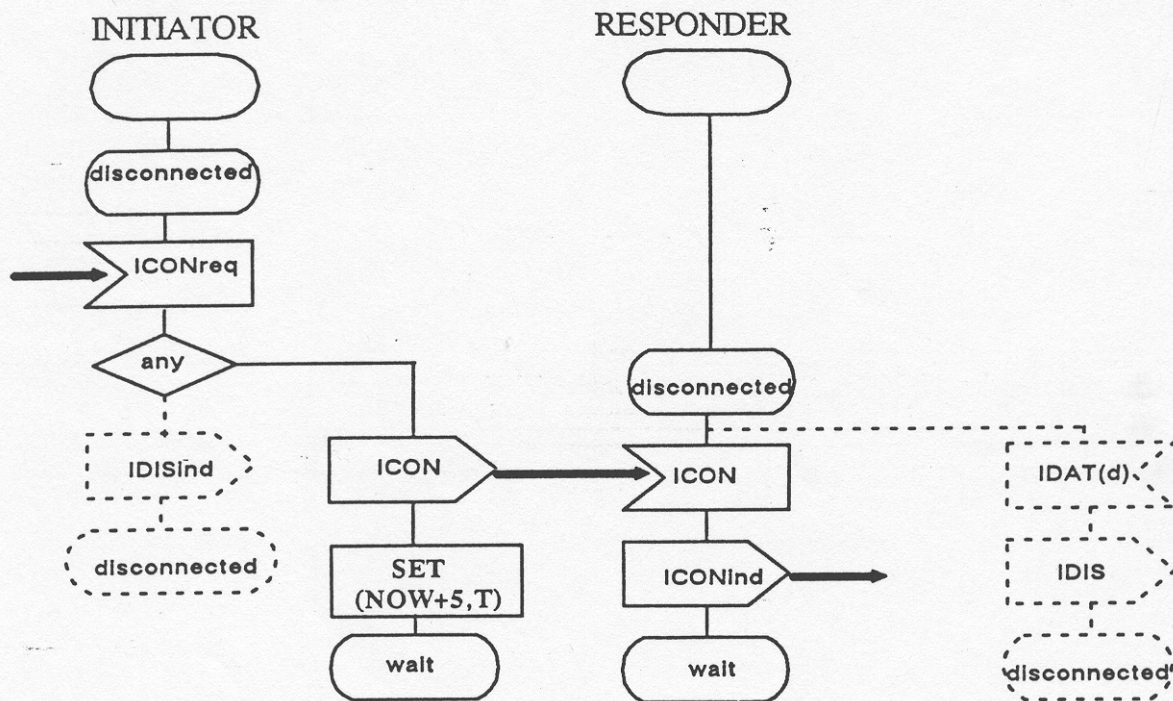 INITIATOR
RESPONDER
disconnected
ICONreq
any
disconnected
IDISind
ICON
ICON
IDAT(d)
disconnected
SET
(NOW+5,T)
ICONind
IDIS
wait
wait
disconnected